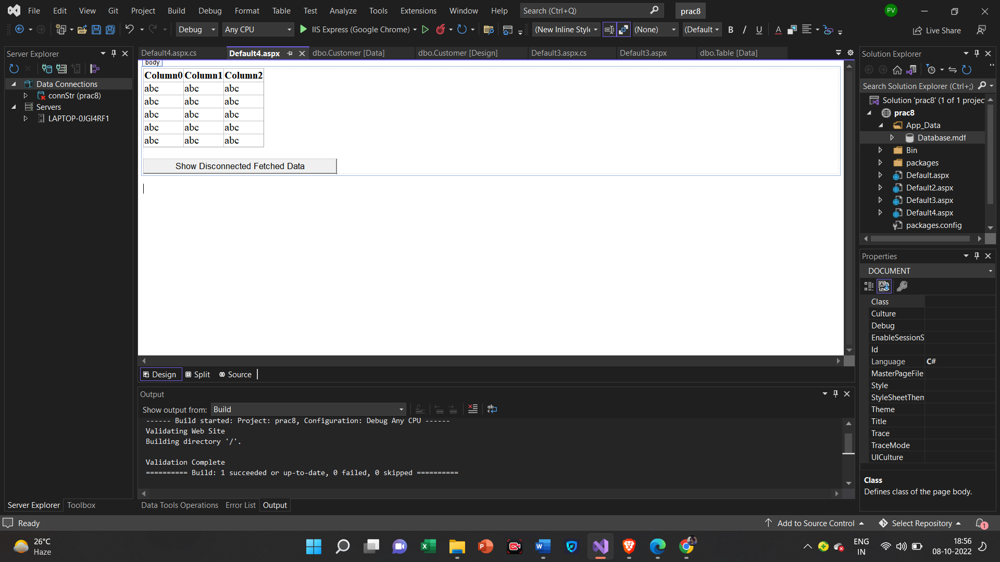 File Edit View Git Project Build Debug Format Table Test Analyze Tools Extensions Window Help Search (Ctrl+Q) prac8 PV
Debug Any CPU IIS Express (Google Chrome) (New Inline Style (None) (Default B I U A Live Share
Server Explorer
Data Connections
connStr (prac8)
Servers
LAPTOP-0JGI4RF1
Default4.aspx.cs Default4.aspx dbo.Customer [Data] dbo.Customer [Design] Default3.aspx.cs Default3.aspx dbo.Table [Data]
body
Column0 Column1 Column2
abc abc abc
abc abc abc
abc abc abc
abc abc abc
abc abc abc
Show Disconnected Fetched Data
Design Split Source
Output
Show output from: Build
------ Build started: Project: prac8, Configuration: Debug Any CPU ------
Validating Web Site
Building directory '/'.
Validation Complete
========== Build: 1 succeeded or up-to-date, 0 failed, 0 skipped ==========
Server Explorer Toolbox
Data Tools Operations Error List Output
Solution Explorer
Search Solution Explorer (Ctrl+;)
Solution 'prac8' (1 of 1 projec
prac8
App_Data
Database.mdf
Bin
packages
Default.aspx
Default2.aspx
Default3.aspx
Default4.aspx
packages.config
Properties
DOCUMENT
Class
Culture
Debug
EnableSessionS
Id
Language C#
MasterPageFile
Style
StyleSheetThem
Theme
Title
Trace
TraceMode
UICulture
Class
Defines class of the page body.
Ready Add to Source Control Select Repository 1
26°C
Haze
ENG
IN
18:56
08-10-2022